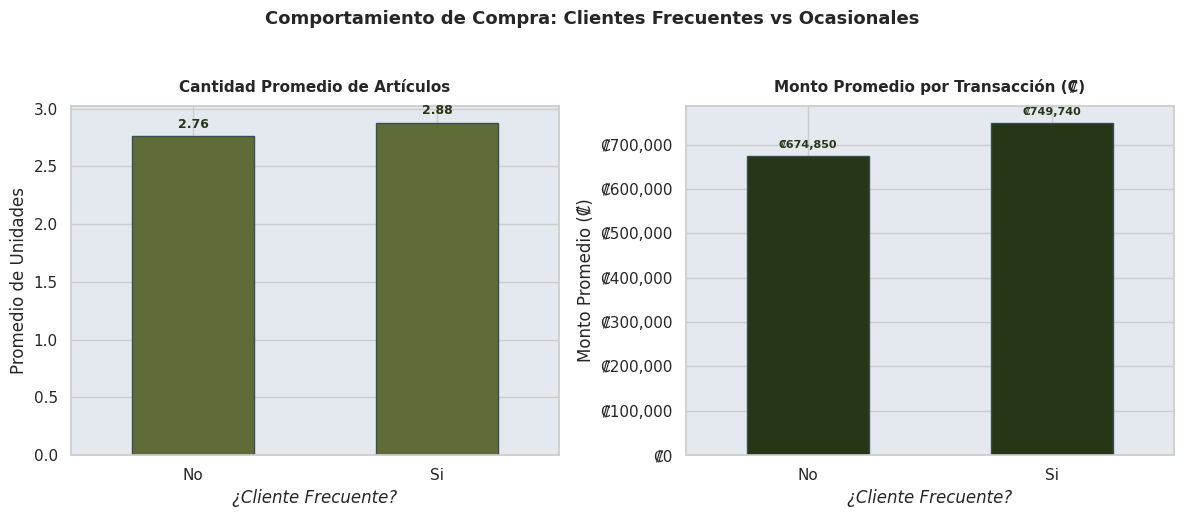 Comportamiento de Compra: Clientes Frecuentes vs Ocasionales
Cantidad Promedio de Artículos
Promedio de Unidades
3.0
2.5
2.0
1.5
1.0
0.5
0.0
2.76
2.88
No
Si
¿Cliente Frecuente?
Monto Promedio por Transacción (₡)
Monto Promedio (₡)
₡700,000
₡600,000
₡500,000
₡400,000
₡300,000
₡200,000
₡100,000
₡0
₡674,850
₡749,740
No
Si
¿Cliente Frecuente?